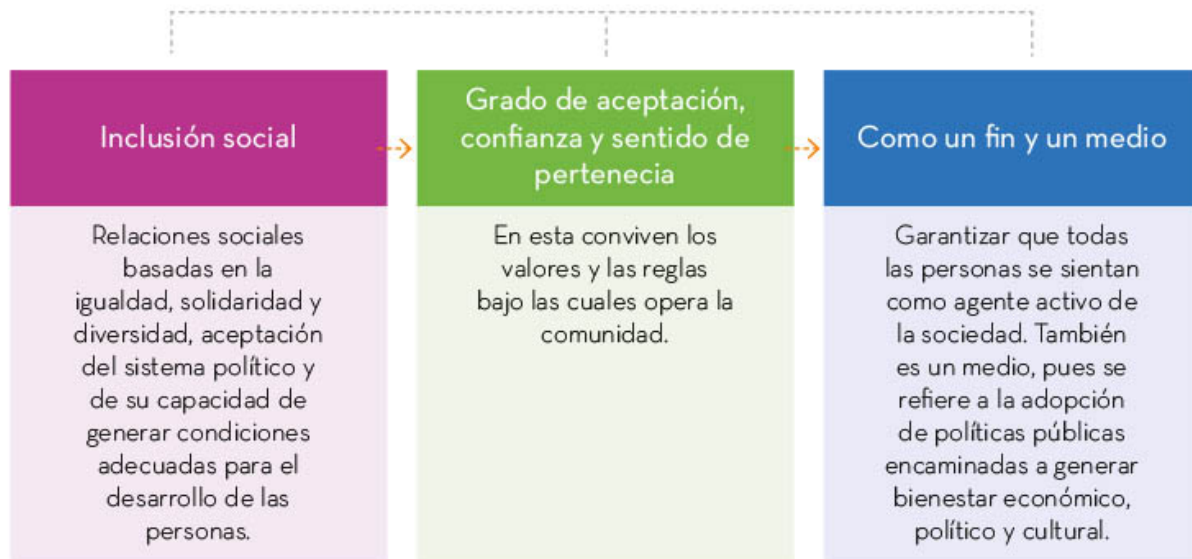 Inclusión social
Relaciones sociales
basadas en la
igualdad, solidaridad y
diversidad, aceptación
del sistema político y
de su capacidad de
generar condiciones
adecuadas para el
desarrollo de las
personas.
Grado de aceptación,
confianza y sentido de
pertenecia
En esta conviven los
valores y las reglas
bajo las cuales opera la
comunidad.
Como un fin y un medio
Garantizar que todas
las personas se sientan
como agente activo de
la sociedad. También
es un medio, pues se
refiere a la adopción
de políticas públicas
encaminadas a generar
bienestar económico,
político y cultural.